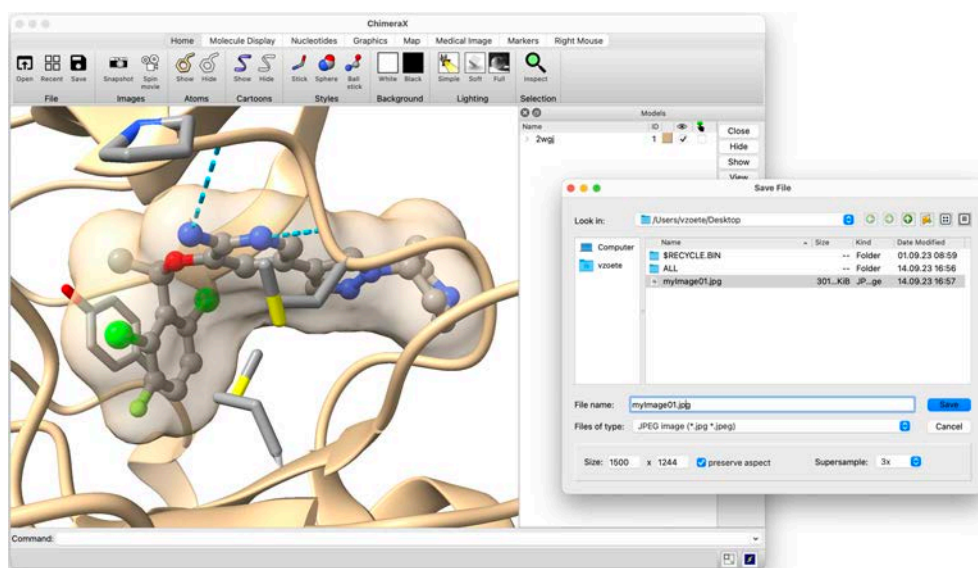 ChimeraX
Home Molecule Display Nucleotides Graphics Map Medical Image Markers Right Mouse
Open Recent Save Snapshot Spin movie Show Hide Show Hide Stick Sphere Ball stick White Black Simple Soft Full Inspect
File Images Atoms Cartoons Styles Background Lighting Selection
Models
Name ID
2wgj 1
Close
Hide
Show
View
Save File
Look in: /Users/vzoete/Desktop
Computer
vzoete
Name Size Kind Date Modified
$RECYCLE.BIN -- Folder 01.09.23 08:59
ALL -- Folder 14.09.23 16:56
myImage01.jpg 301...KiB JP...ge 14.09.23 16:57
File name: myImage01.jpg Save
Files of type: JPEG image (*.jpg *.jpeg) Cancel
Size: 1500 x 1244 preserve aspect Supersample: 3x
Command: